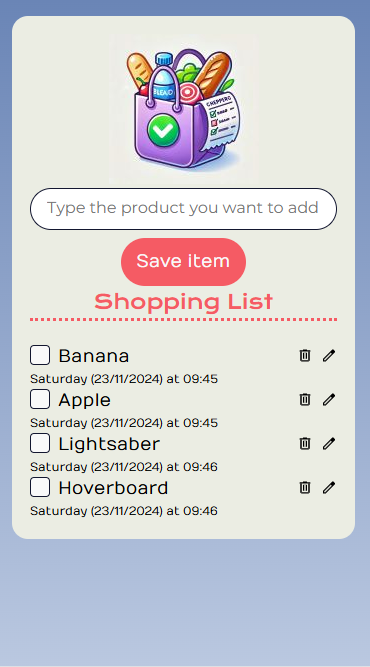 BLEAD
CHEPPERC
Type the product you want to add
Save item
Shopping List
Banana
Saturday (23/11/2024) at 09:45
Apple
Saturday (23/11/2024) at 09:45
Lightsaber
Saturday (23/11/2024) at 09:46
Hoverboard
Saturday (23/11/2024) at 09:46